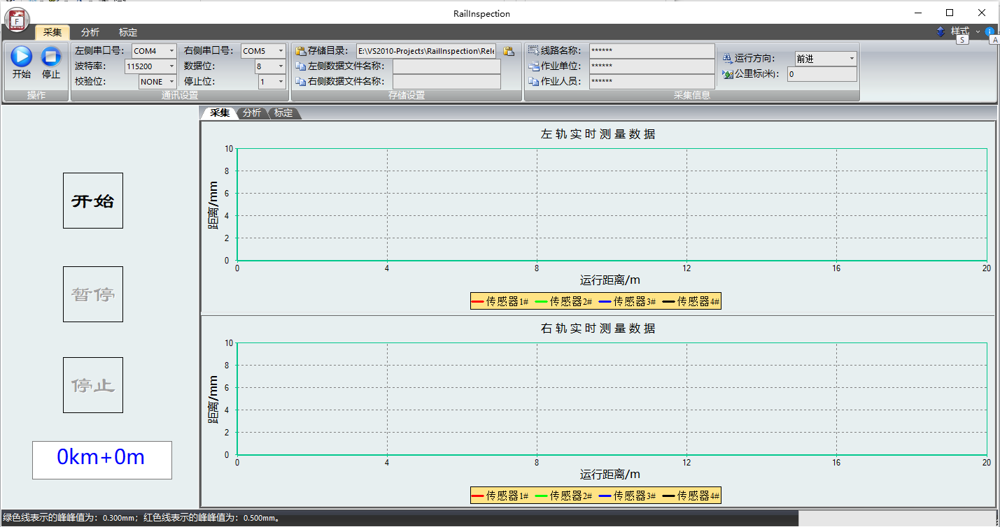 RailInspection
采集 分析 标定 样式
S A
左侧串口号: COM4 右侧串口号: COM5 存储目录: E:\VS2010-Projects\RailInspection\Rele 线路名称: ****** 运行方向: 前进
波特率: 115200 数据位: 8 左侧数据文件名称: 作业单位: ****** 公里标(米): 0
开始 停止 校验位: NONE 停止位: 1 右侧数据文件名称: 作业人员: ******
操作 通讯设置 存储设置 采集信息
采集 分析 标定
开始
暂停
停止
0km+0m
左轨实时测量数据
距离/mm
10
8
6
4
2
0
0 4 8 12 16 20
运行距离/m
传感器1# 传感器2# 传感器3# 传感器4#
右轨实时测量数据
距离/mm
10
8
6
4
2
0
0 4 8 12 16 20
运行距离/m
传感器1# 传感器2# 传感器3# 传感器4#
绿色线表示的峰峰值为：0.300mm；红色线表示的峰峰值为：0.500mm。